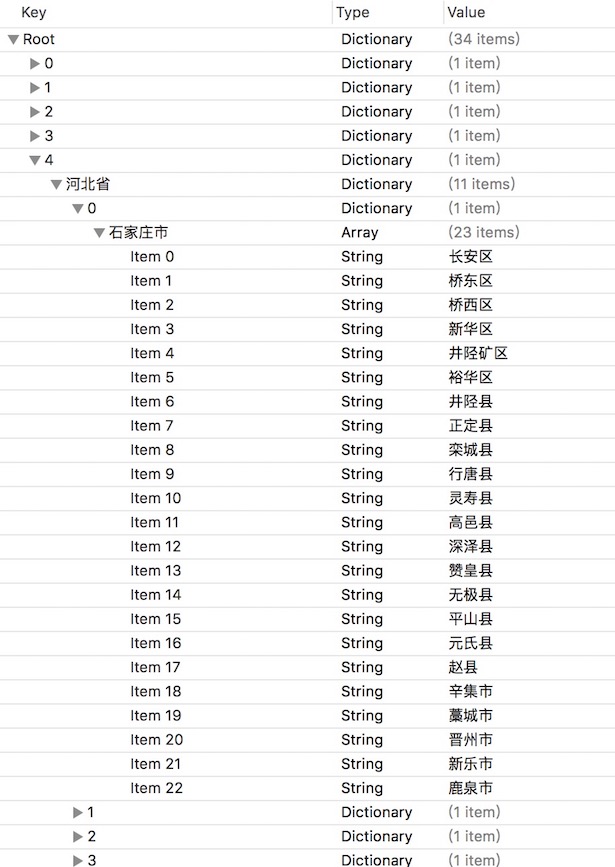 Key Type Value
Root Dictionary (34 items)
0 Dictionary (1 item)
1 Dictionary (1 item)
2 Dictionary (1 item)
3 Dictionary (1 item)
4 Dictionary (1 item)
河北省 Dictionary (11 items)
0 Dictionary (1 item)
石家庄市 Array (23 items)
Item 0 String 长安区
Item 1 String 桥东区
Item 2 String 桥西区
Item 3 String 新华区
Item 4 String 井陉矿区
Item 5 String 裕华区
Item 6 String 井陉县
Item 7 String 正定县
Item 8 String 栾城县
Item 9 String 行唐县
Item 10 String 灵寿县
Item 11 String 高邑县
Item 12 String 深泽县
Item 13 String 赞皇县
Item 14 String 无极县
Item 15 String 平山县
Item 16 String 元氏县
Item 17 String 赵县
Item 18 String 辛集市
Item 19 String 藁城市
Item 20 String 晋州市
Item 21 String 新乐市
Item 22 String 鹿泉市
1 Dictionary (1 item)
2 Dictionary (1 item)
3 Dictionary (1 item)